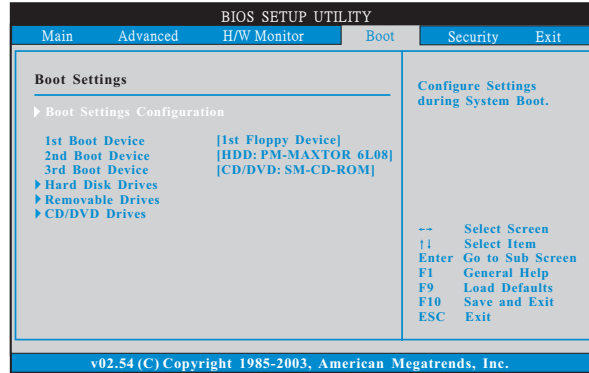 BIOS SETUP UTILITY
Main Advanced H/W Monitor Boot Security Exit
Boot Settings
Boot Settings Configuration
1st Boot Device [1st Floppy Device]
2nd Boot Device [HDD: PM-MAXTOR 6L08]
3rd Boot Device [CD/DVD: SM-CD-ROM]
Hard Disk Drives
Removable Drives
CD/DVD Drives
Configure Settings
during System Boot.
←→ Select Screen
↑↓ Select Item
Enter Go to Sub Screen
F1 General Help
F9 Load Defaults
F10 Save and Exit
ESC Exit
v02.54 (C) Copyright 1985-2003, American Megatrends, Inc.